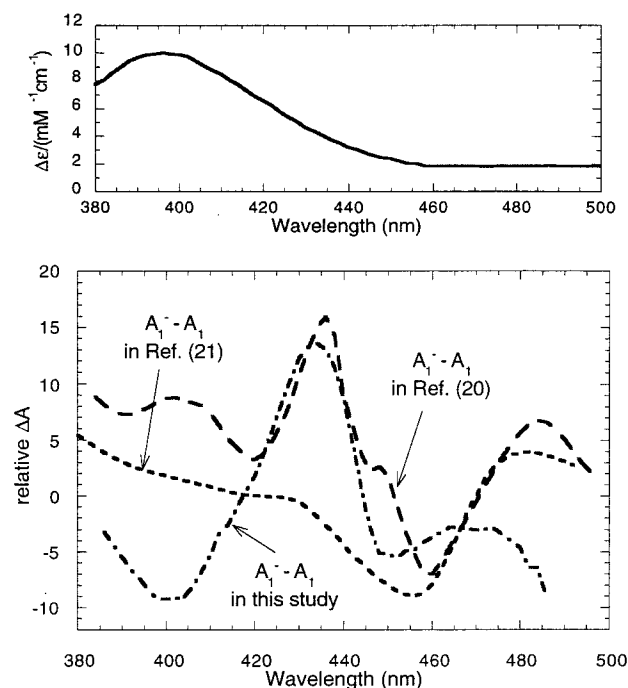 12
10
8
6
4
2
0
Δε/(mM⁻¹cm⁻¹)
380 400 420 440 460 480 500
Wavelength (nm)
20
15
10
5
0
-5
-10
relative ΔA
A₁⁻ - A₁
in Ref. (21)
A₁⁻ - A₁
in Ref. (20)
A₁⁻ - A₁
in this study
380 400 420 440 460 480 500
Wavelength (nm)